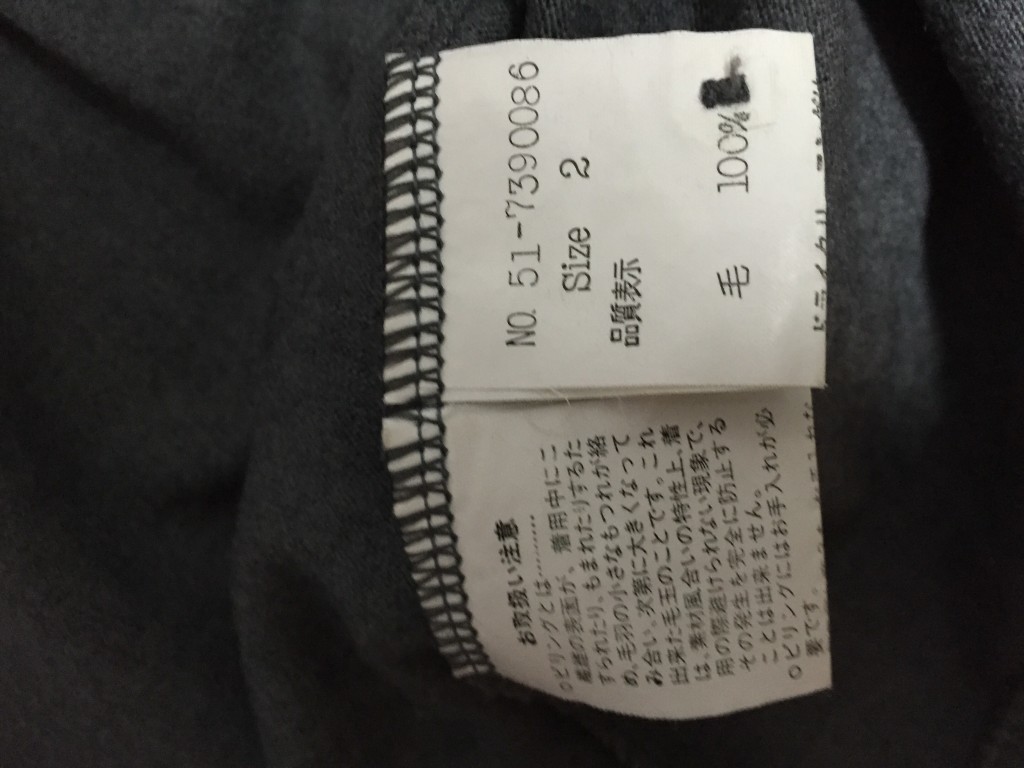 NO. 51-7390086
Size 2
品質表示
毛 100%
お取扱い注意
○ピリングとは………
繊維の表面が、着用中にこ
すられたり、もまれたりするた
め、毛羽の小さなもつれが絡
み合い、次第に大きくなって
出来た毛玉のことです。これ
は、素材風合いの特性上、着
用の際避けられない現象で、
その発生を完全に防止する
ことは出来ません。
○ピリングにはお手入れが必
要です。